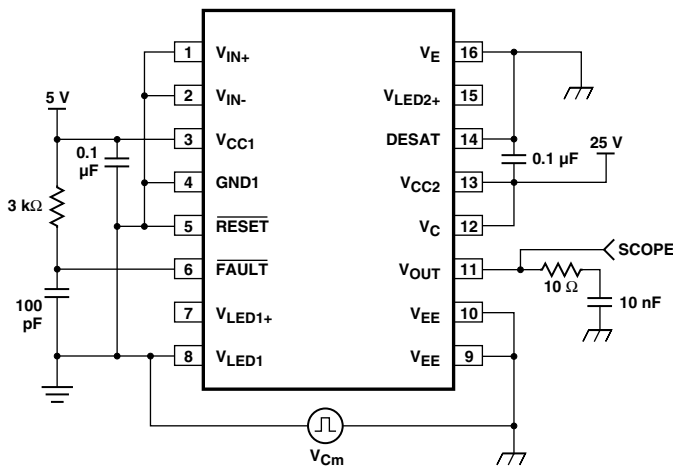 1 V_IN+
2 V_IN-
3 V_CC1
4 GND1
5 RESET
6 FAULT
7 V_LED1+
8 V_LED1
V_E 16
V_LED2+ 15
DESAT 14
V_CC2 13
V_C 12
V_OUT 11
V_EE 10
V_EE 9
5 V
0.1
µF
3 kΩ
100
pF
0.1 µF
25 V
SCOPE
10 Ω
10 nF
V_Cm